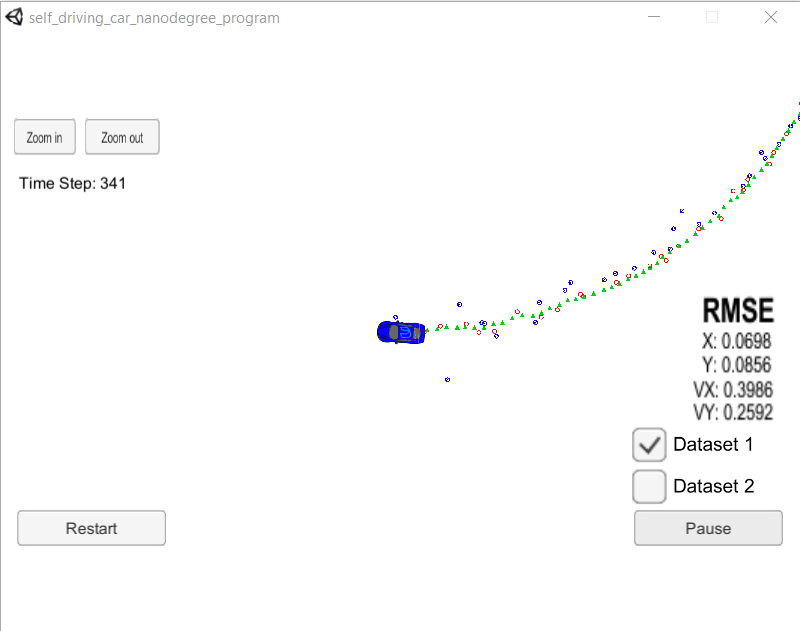 self_driving_car_nanodegree_program
Zoom in Zoom out
Time Step: 341
RMSE
X: 0.0698
Y: 0.0856
VX: 0.3986
VY: 0.2592
Dataset 1
Dataset 2
Restart Pause